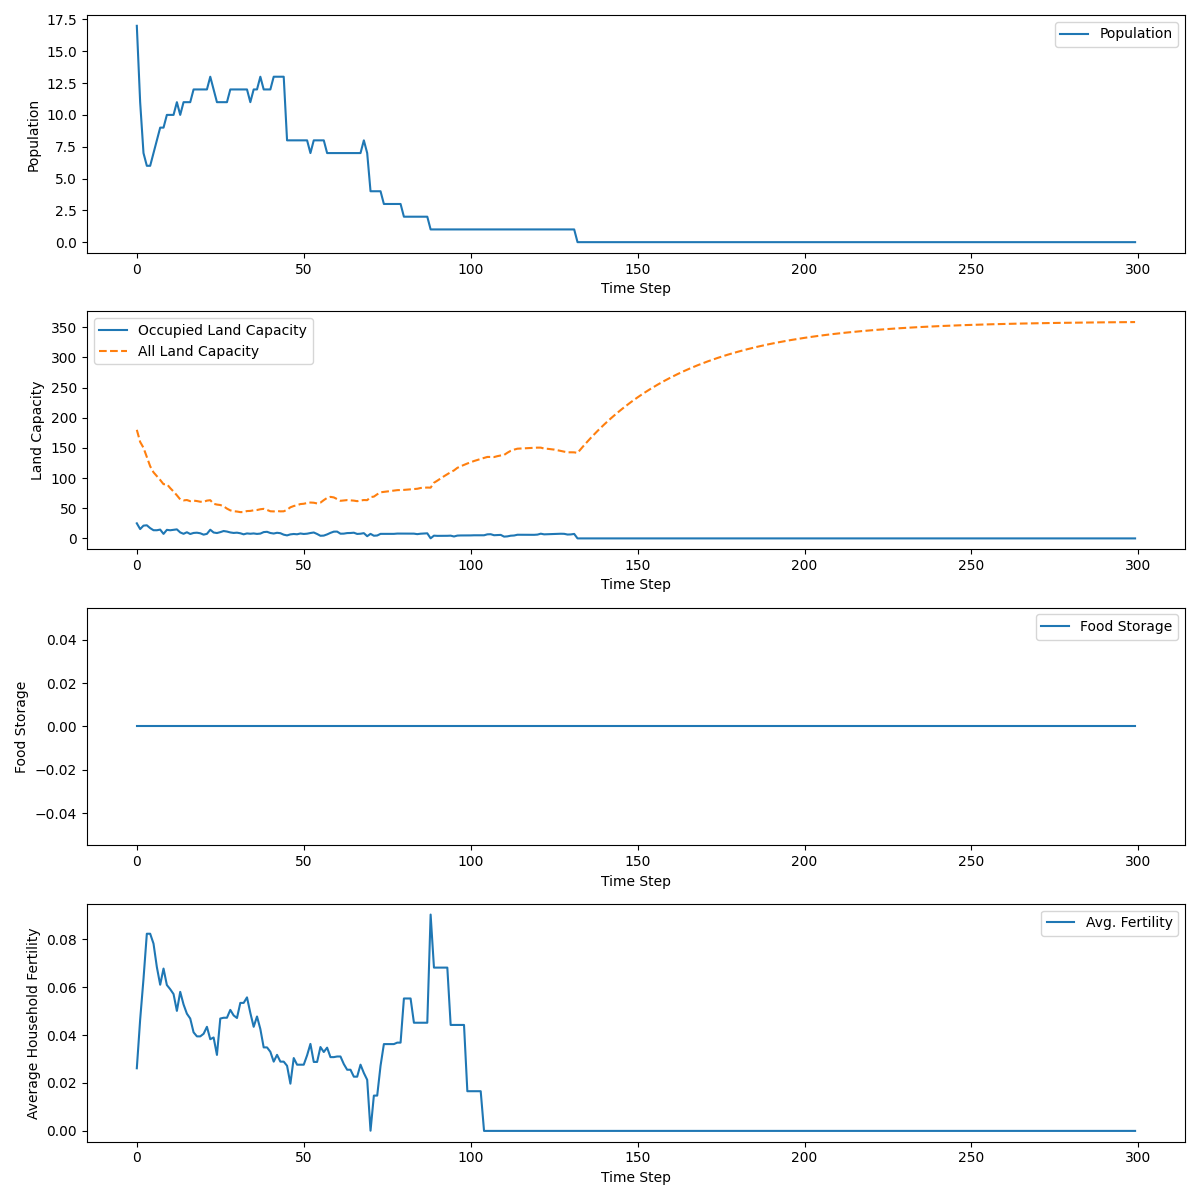 17.5
15.0
12.5
10.0
7.5
5.0
2.5
0.0
Population
Population
0 50 100 150 200 250 300
Time Step
350
300
250
200
150
100
50
0
Land Capacity
Occupied Land Capacity
All Land Capacity
0 50 100 150 200 250 300
Time Step
0.04
0.02
0.00
−0.02
−0.04
Food Storage
Food Storage
0 50 100 150 200 250 300
Time Step
0.08
0.06
0.04
0.02
0.00
Average Household Fertility
Avg. Fertility
0 50 100 150 200 250 300
Time Step